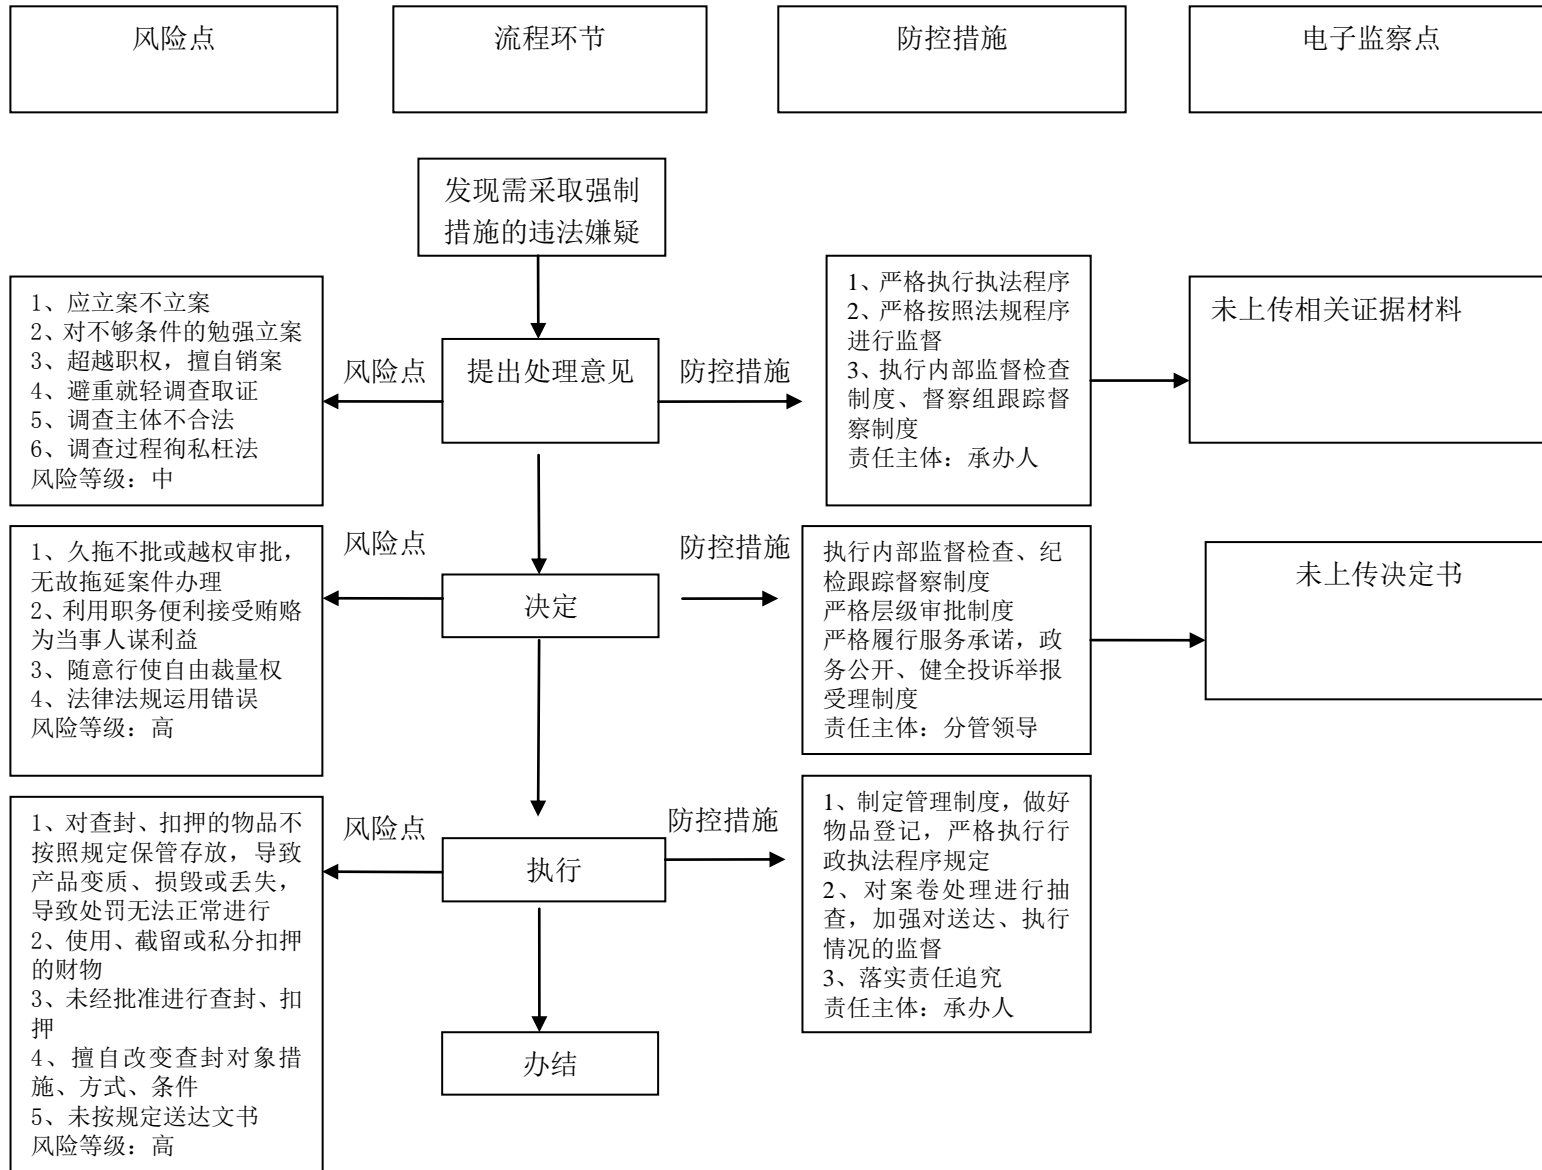 风险点
流程环节
防控措施
电子监察点
发现需采取强制
措施的违法嫌疑
1、应立案不立案
2、对不够条件的勉强立案
3、超越职权，擅自销案
4、避重就轻调查取证
5、调查主体不合法
6、调查过程徇私枉法
风险等级：中
风险点
提出处理意见
防控措施
1、严格执行执法程序
2、严格按照法规程序
进行监督
3、执行内部监督检查
制度、督察组跟踪督
察制度
责任主体：承办人
未上传相关证据材料
1、久拖不批或越权审批，
无故拖延案件办理
2、利用职务便利接受贿赂
为当事人谋利益
3、随意行使自由裁量权
4、法律法规运用错误
风险等级：高
风险点
决定
防控措施
执行内部监督检查、纪
检跟踪督察制度
严格层级审批制度
严格履行服务承诺，政
务公开、健全投诉举报
受理制度
责任主体：分管领导
未上传决定书
1、对查封、扣押的物品不
按照规定保管存放，导致
产品变质、损毁或丢失，
导致处罚无法正常进行
2、使用、截留或私分扣押
的财物
3、未经批准进行查封、扣
押
4、擅自改变查封对象措
施、方式、条件
5、未按规定送达文书
风险等级：高
风险点
执行
防控措施
1、制定管理制度，做好
物品登记，严格执行行
政执法程序规定
2、对案卷处理进行抽
查，加强对送达、执行
情况的监督
3、落实责任追究
责任主体：承办人
办结